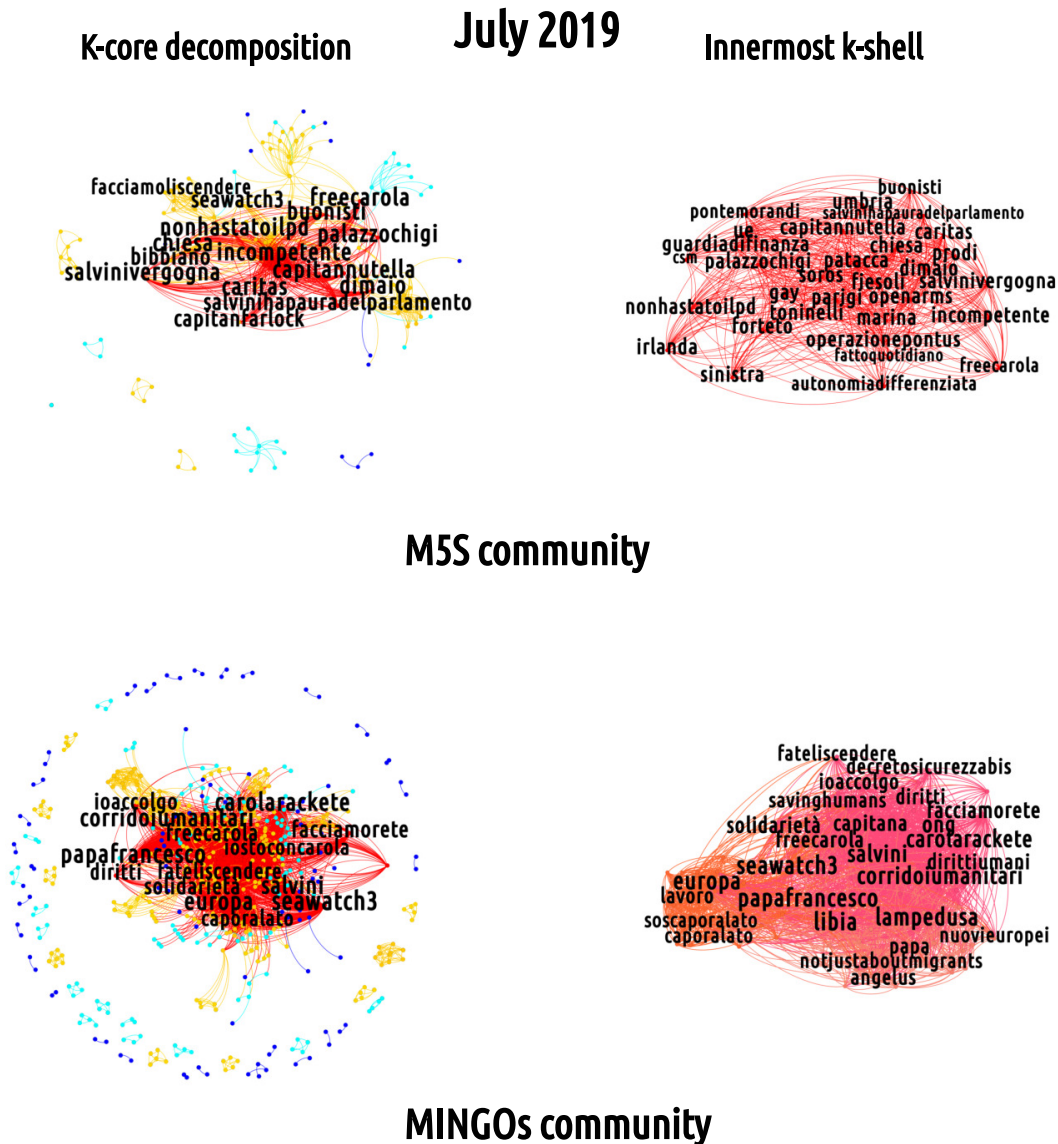 July 2019
K-core decomposition
Innermost k-shell
facciamoliscendere
seawatch3
freecarola
buonisti
nonhastatoilpd
palazzochigi
chiesa
bibbiano
incompetente
salvinivergogna
capitannutella
caritas
dimaio
salvinihapauradelparlamento
capitanfarlock
buonisti
umbria
pontemorandi
salvinihapauradelparlamento
ue
capitannutella
caritas
guardiadifinanza
chiesa
prodi
csm
palazzochigi
patacca
dimaio
soros
fiesoli
salvinivergogna
gay
parigi
openarms
nonhastatoilpd
toninelli
marina
incompetente
forteto
operazionepontus
irlanda
fattoquotidiano
freecarola
sinistra
autonomiadifferenziata
M5S community
ioaccolgo
carolarackete
corridoiumanitari
freecarola
facciamorete
iostoconcarola
papafrancesco
diritti
fateliscendere
solidarietà
salvini
europa
seawatch3
caporalato
fateliscendere
decretosicurezzabis
ioaccolgo
savinghumans
diritti
facciamorete
solidarietà
capitana
ong
freecarola
carolarackete
salvini
seawatch3
dirittiumani
corridoiumanitari
europa
lavoro
papafrancesco
soscaporalato
libia
lampedusa
caporalato
nuovieuropei
papa
notjustaboutmigrants
angelus
MINGOs community